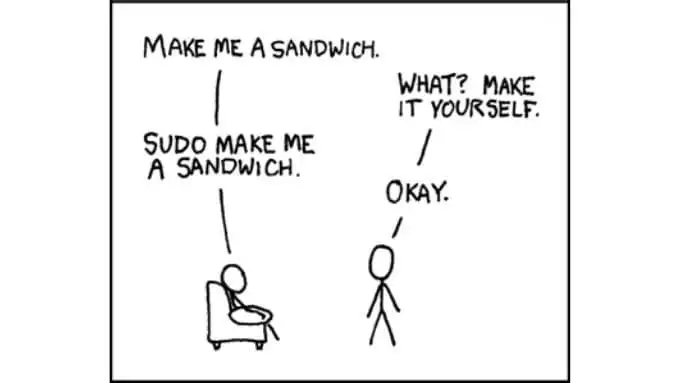 MAKE ME A SANDWICH.
WHAT? MAKE
IT YOURSELF.
SUDO MAKE ME
A SANDWICH.
OKAY.